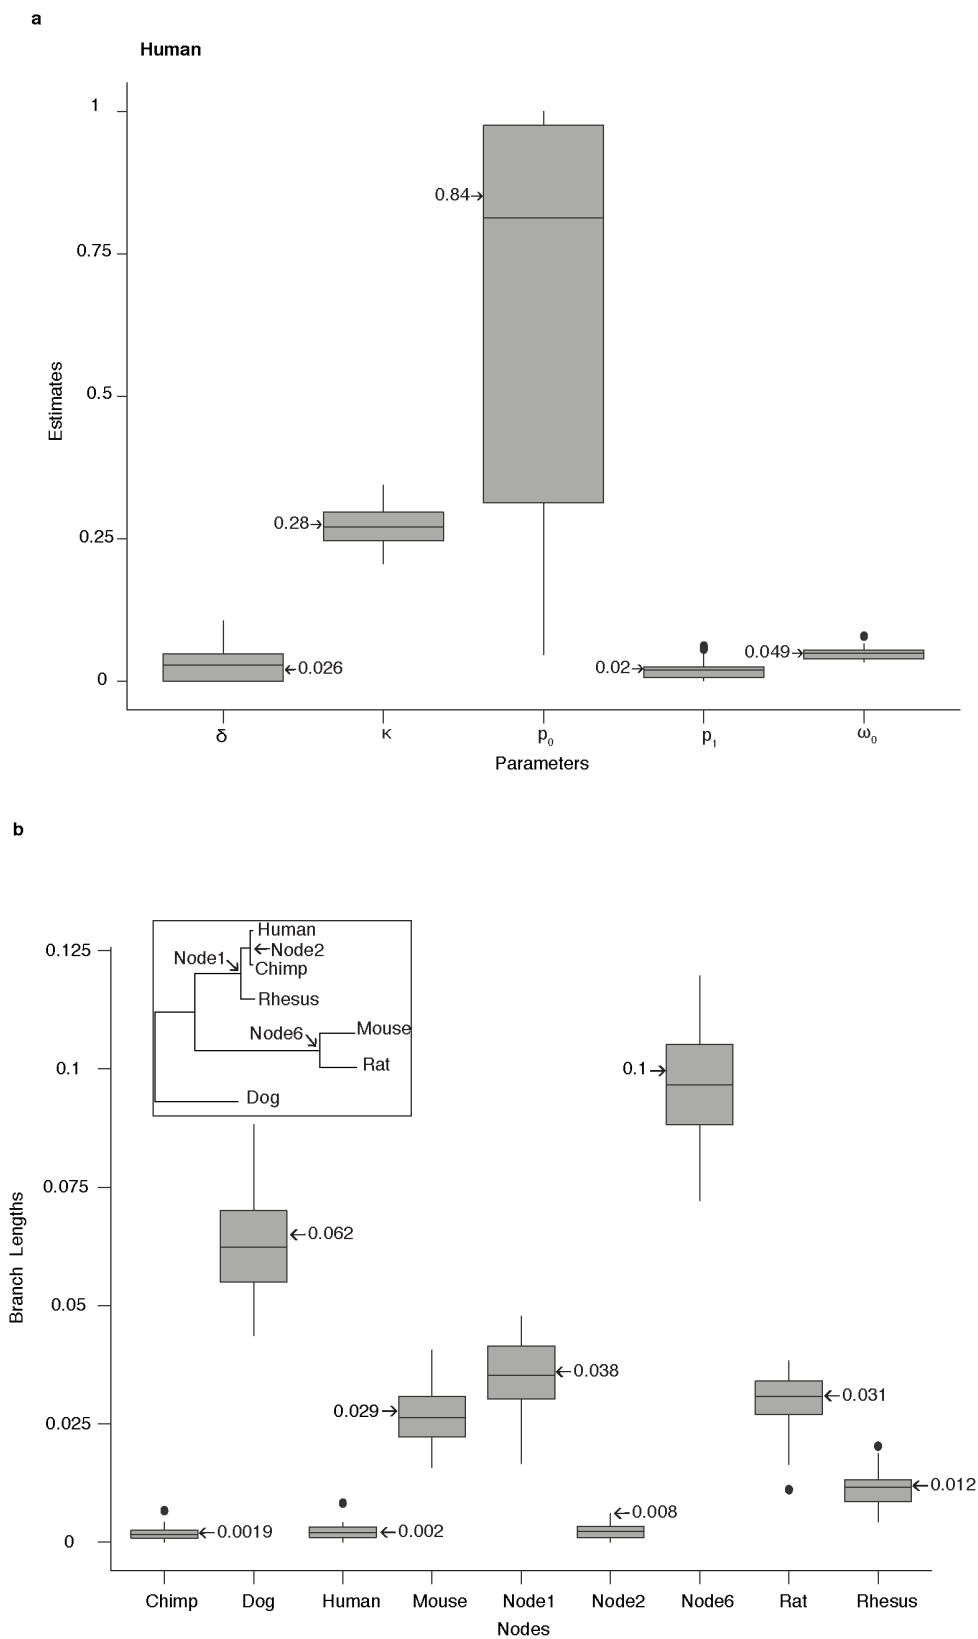 a
Human
1
0.84→
0.75
Estimates
0.5
0.28→
0.25
0.049→
0.02→
←0.026
0
δ κ p₀ p₁ ω₀
Parameters
b
0.125
Human
←Node2
Node1
Chimp
Rhesus
Node6
Mouse
Rat
Dog
0.1
0.1→
0.075
←0.062
Branch Lengths
0.05
←0.038
0.029→
←0.031
0.025
←0.012
←0.008
←0.0019
←0.002
0
Chimp Dog Human Mouse Node1 Node2 Node6 Rat Rhesus
Nodes